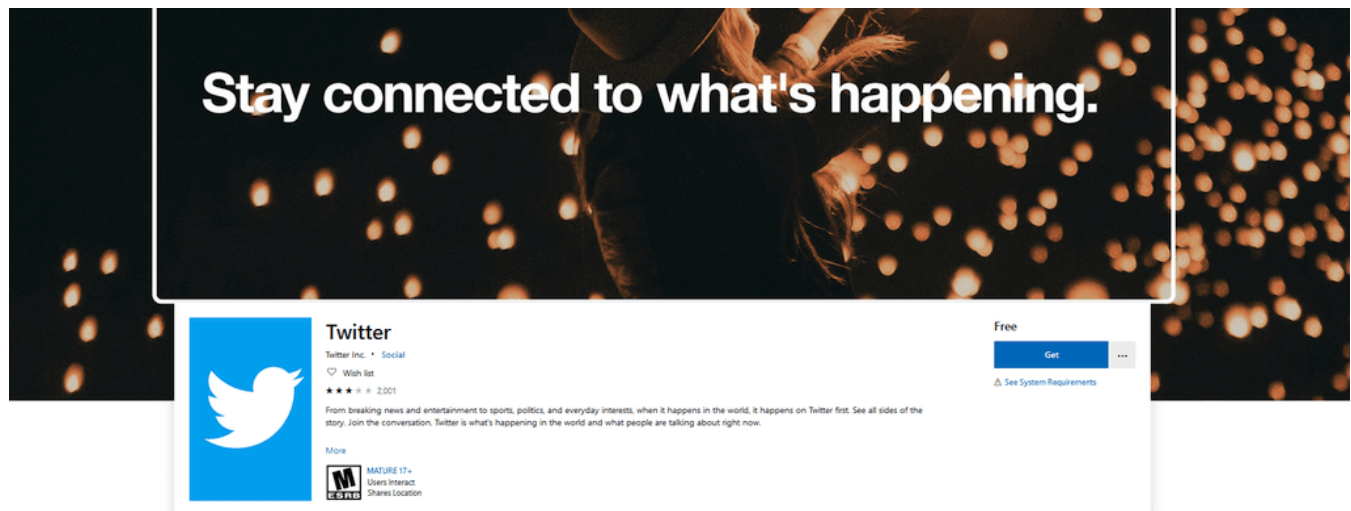 Stay connected to what's happening.
Twitter
Free
Twitter Inc. • Social
Get
...
Wish list
2,001
See System Requirements
From breaking news and entertainment to sports, politics, and everyday interests, when it happens in the world, it happens on Twitter first. See all sides of the
story. Join the conversation. Twitter is what's happening in the world and what people are talking about right now.
More
M
ESRB
MATURE 17+
Users Interact
Shares Location